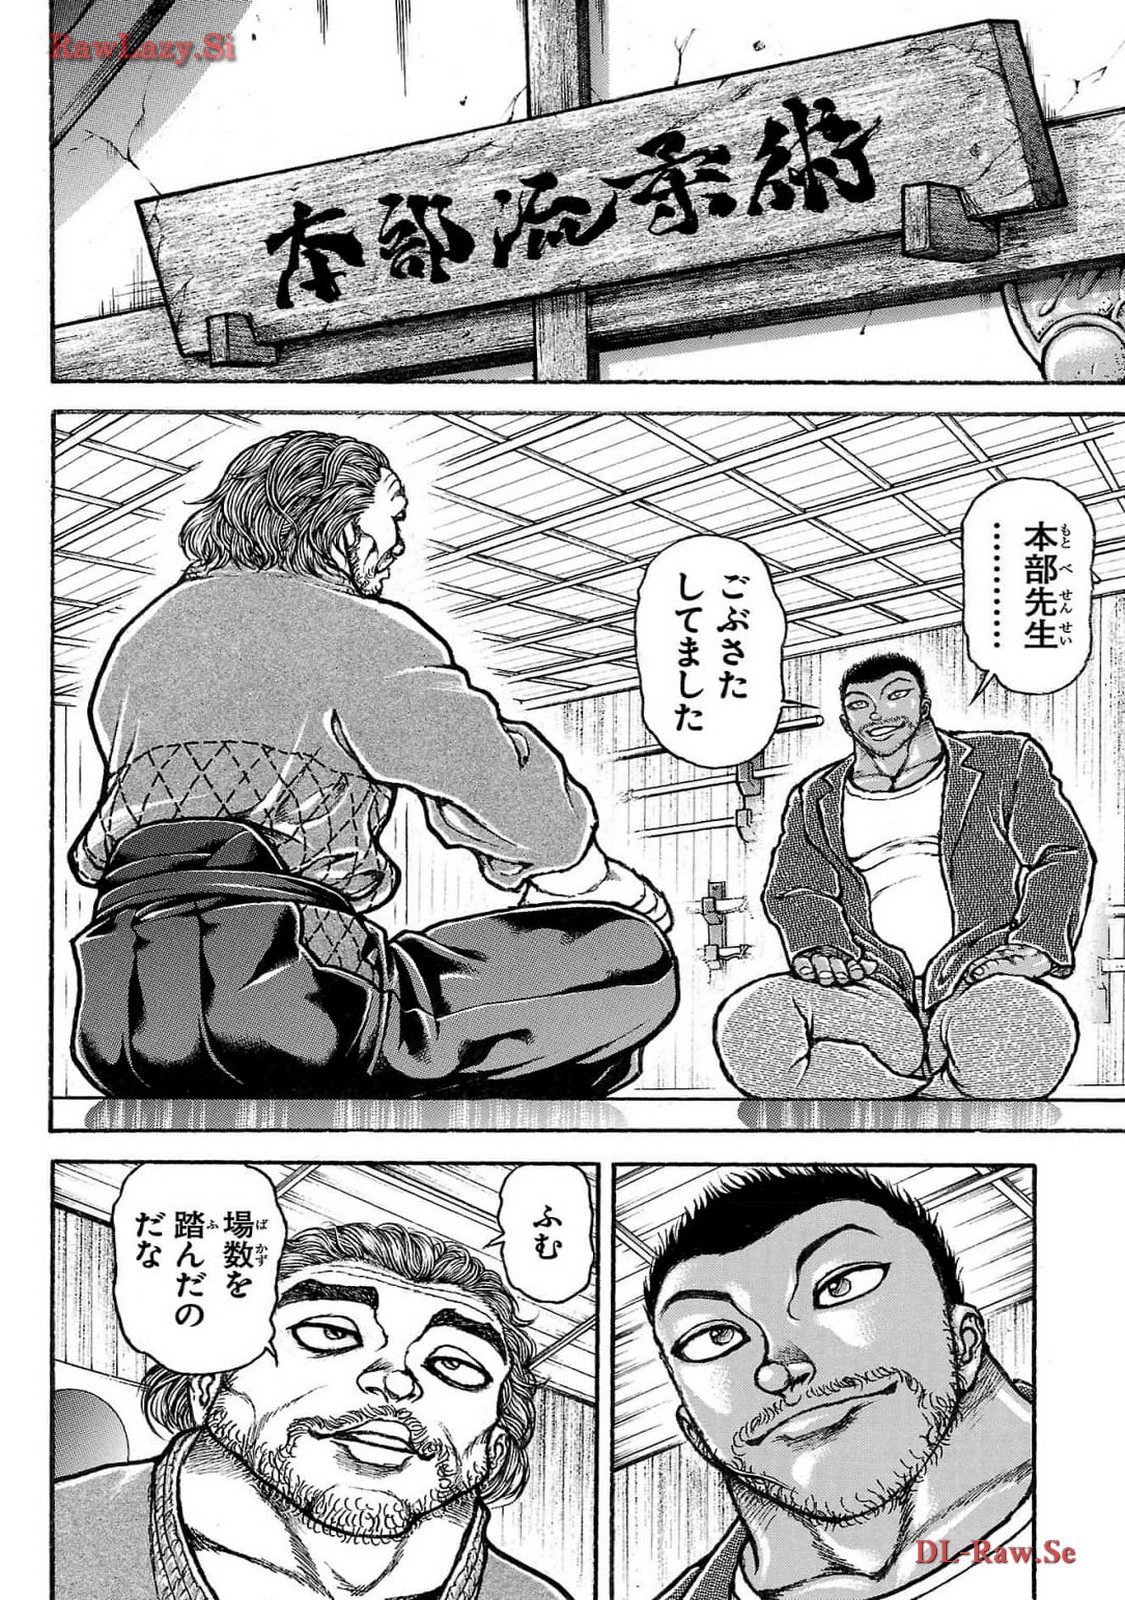 RawLazy.Si
本部流柔術
本部先生
…………
ごぶさた
してました
ふむ
場数を
踏んだの
だな
DL-Raw.Se